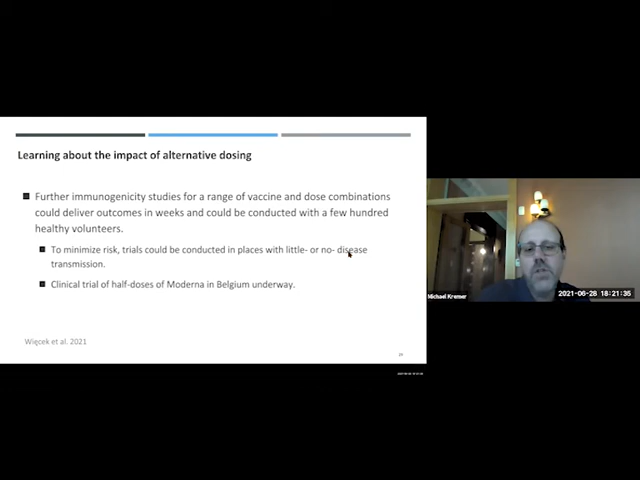 Learning about the impact of alternative dosing
Further immunogenicity studies for a range of vaccine and dose combinations
could deliver outcomes in weeks and could be conducted with a few hundred
healthy volunteers.
To minimize risk, trials could be conducted in places with little- or no- disease
transmission.
Clinical trial of half-doses of Moderna in Belgium underway.
Więcek et al. 2021
Michael Kremer
2021-06-28 18:21:35